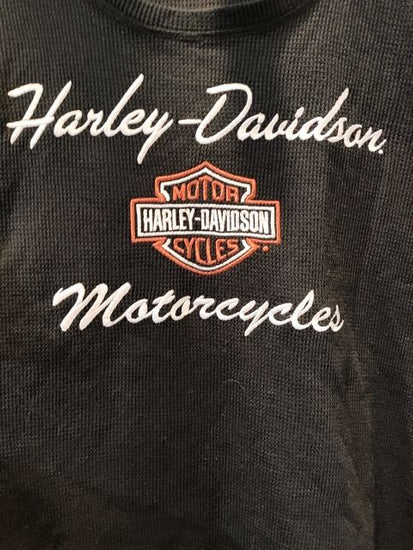 Harley-Davidson.
MOTOR
HARLEY-DAVIDSON
CYCLES
®
Motorcycles